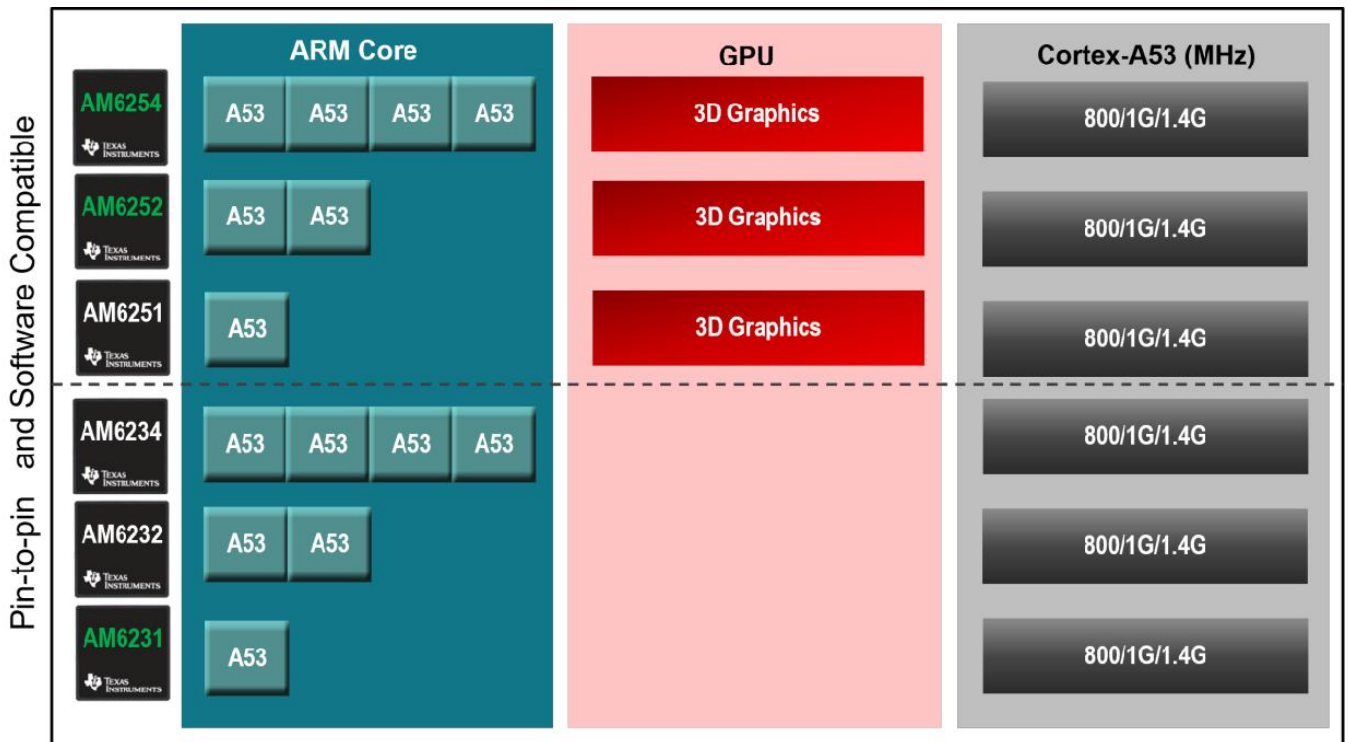 Pin-to-pin and Software Compatible
ARM Core
GPU
Cortex-A53 (MHz)
AM6254
TEXAS
INSTRUMENTS
A53 A53 A53 A53
3D Graphics
800/1G/1.4G
AM6252
TEXAS
INSTRUMENTS
A53 A53
3D Graphics
800/1G/1.4G
AM6251
TEXAS
INSTRUMENTS
A53
3D Graphics
800/1G/1.4G
AM6234
TEXAS
INSTRUMENTS
A53 A53 A53 A53
800/1G/1.4G
AM6232
TEXAS
INSTRUMENTS
A53 A53
800/1G/1.4G
AM6231
TEXAS
INSTRUMENTS
A53
800/1G/1.4G